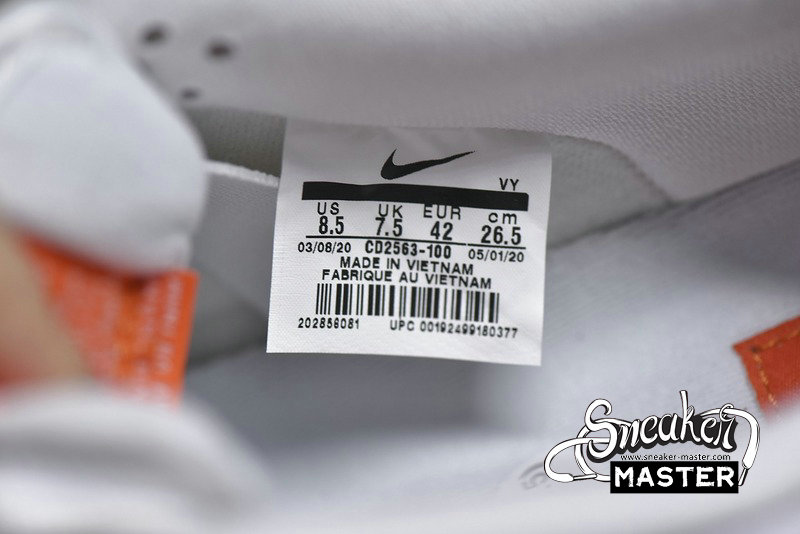 VY
US UK EUR cm
8.5 7.5 42 26.5
03/08/20 CD2563-100 05/01/20
MADE IN VIETNAM
FABRIQUE AU VIETNAM
202856081 UPC 00192499180377
Sneaker
www.sneaker-master.com
MASTER